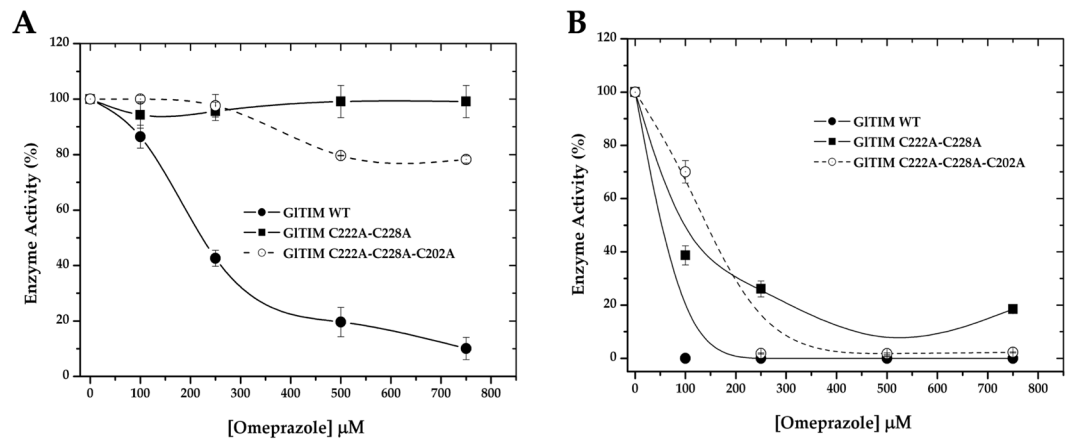 A
120
100
80
60
40
20
0
Enzyme Activity (%)
GlTIM WT
GlTIM C222A-C228A
GlTIM C222A-C228A-C202A
0 100 200 300 400 500 600 700 800
[Omeprazole] µM
B
120
100
80
60
40
20
0
Enzyme Activity (%)
GlTIM WT
GlTIM C222A-C228A
GlTIM C222A-C228A-C202A
0 100 200 300 400 500 600 700 800
[Omeprazole] µM